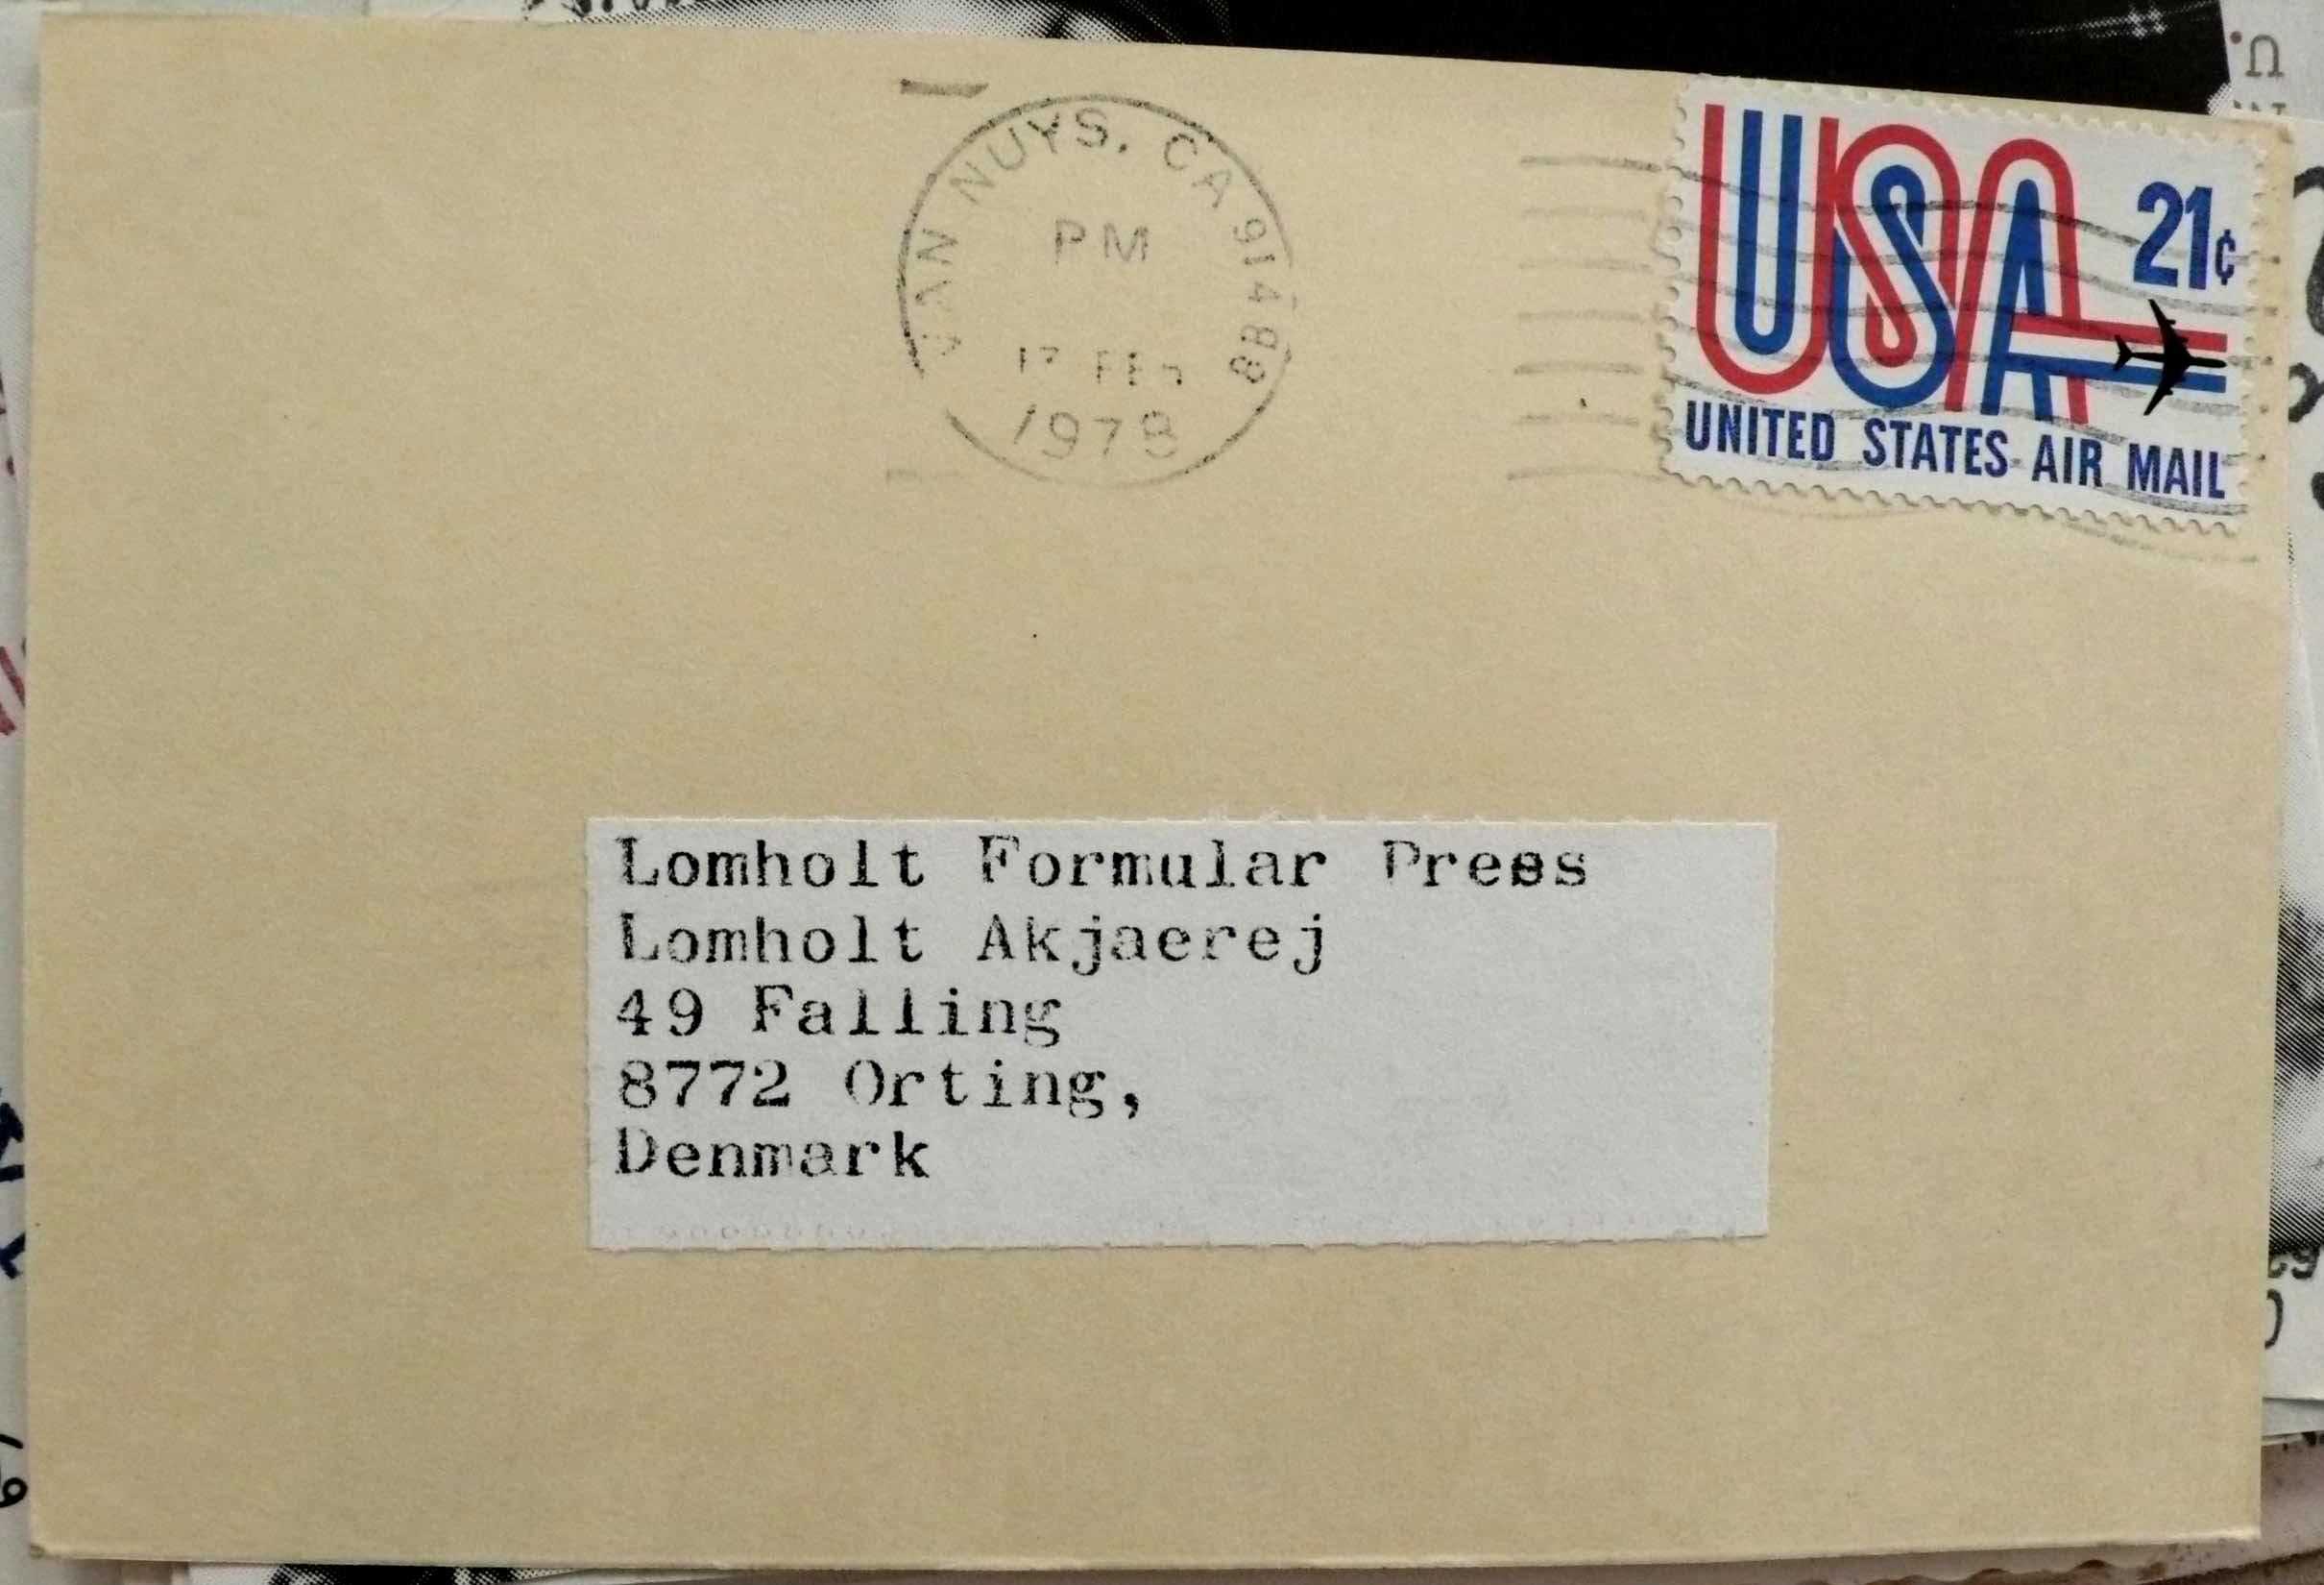 VAN NUYS, CA 914
PM
1978
USA 21¢
UNITED STATES AIR MAIL
Lomholt Formular Press
Lomholt Akjaerej
49 Falling
8772 Orting,
Denmark